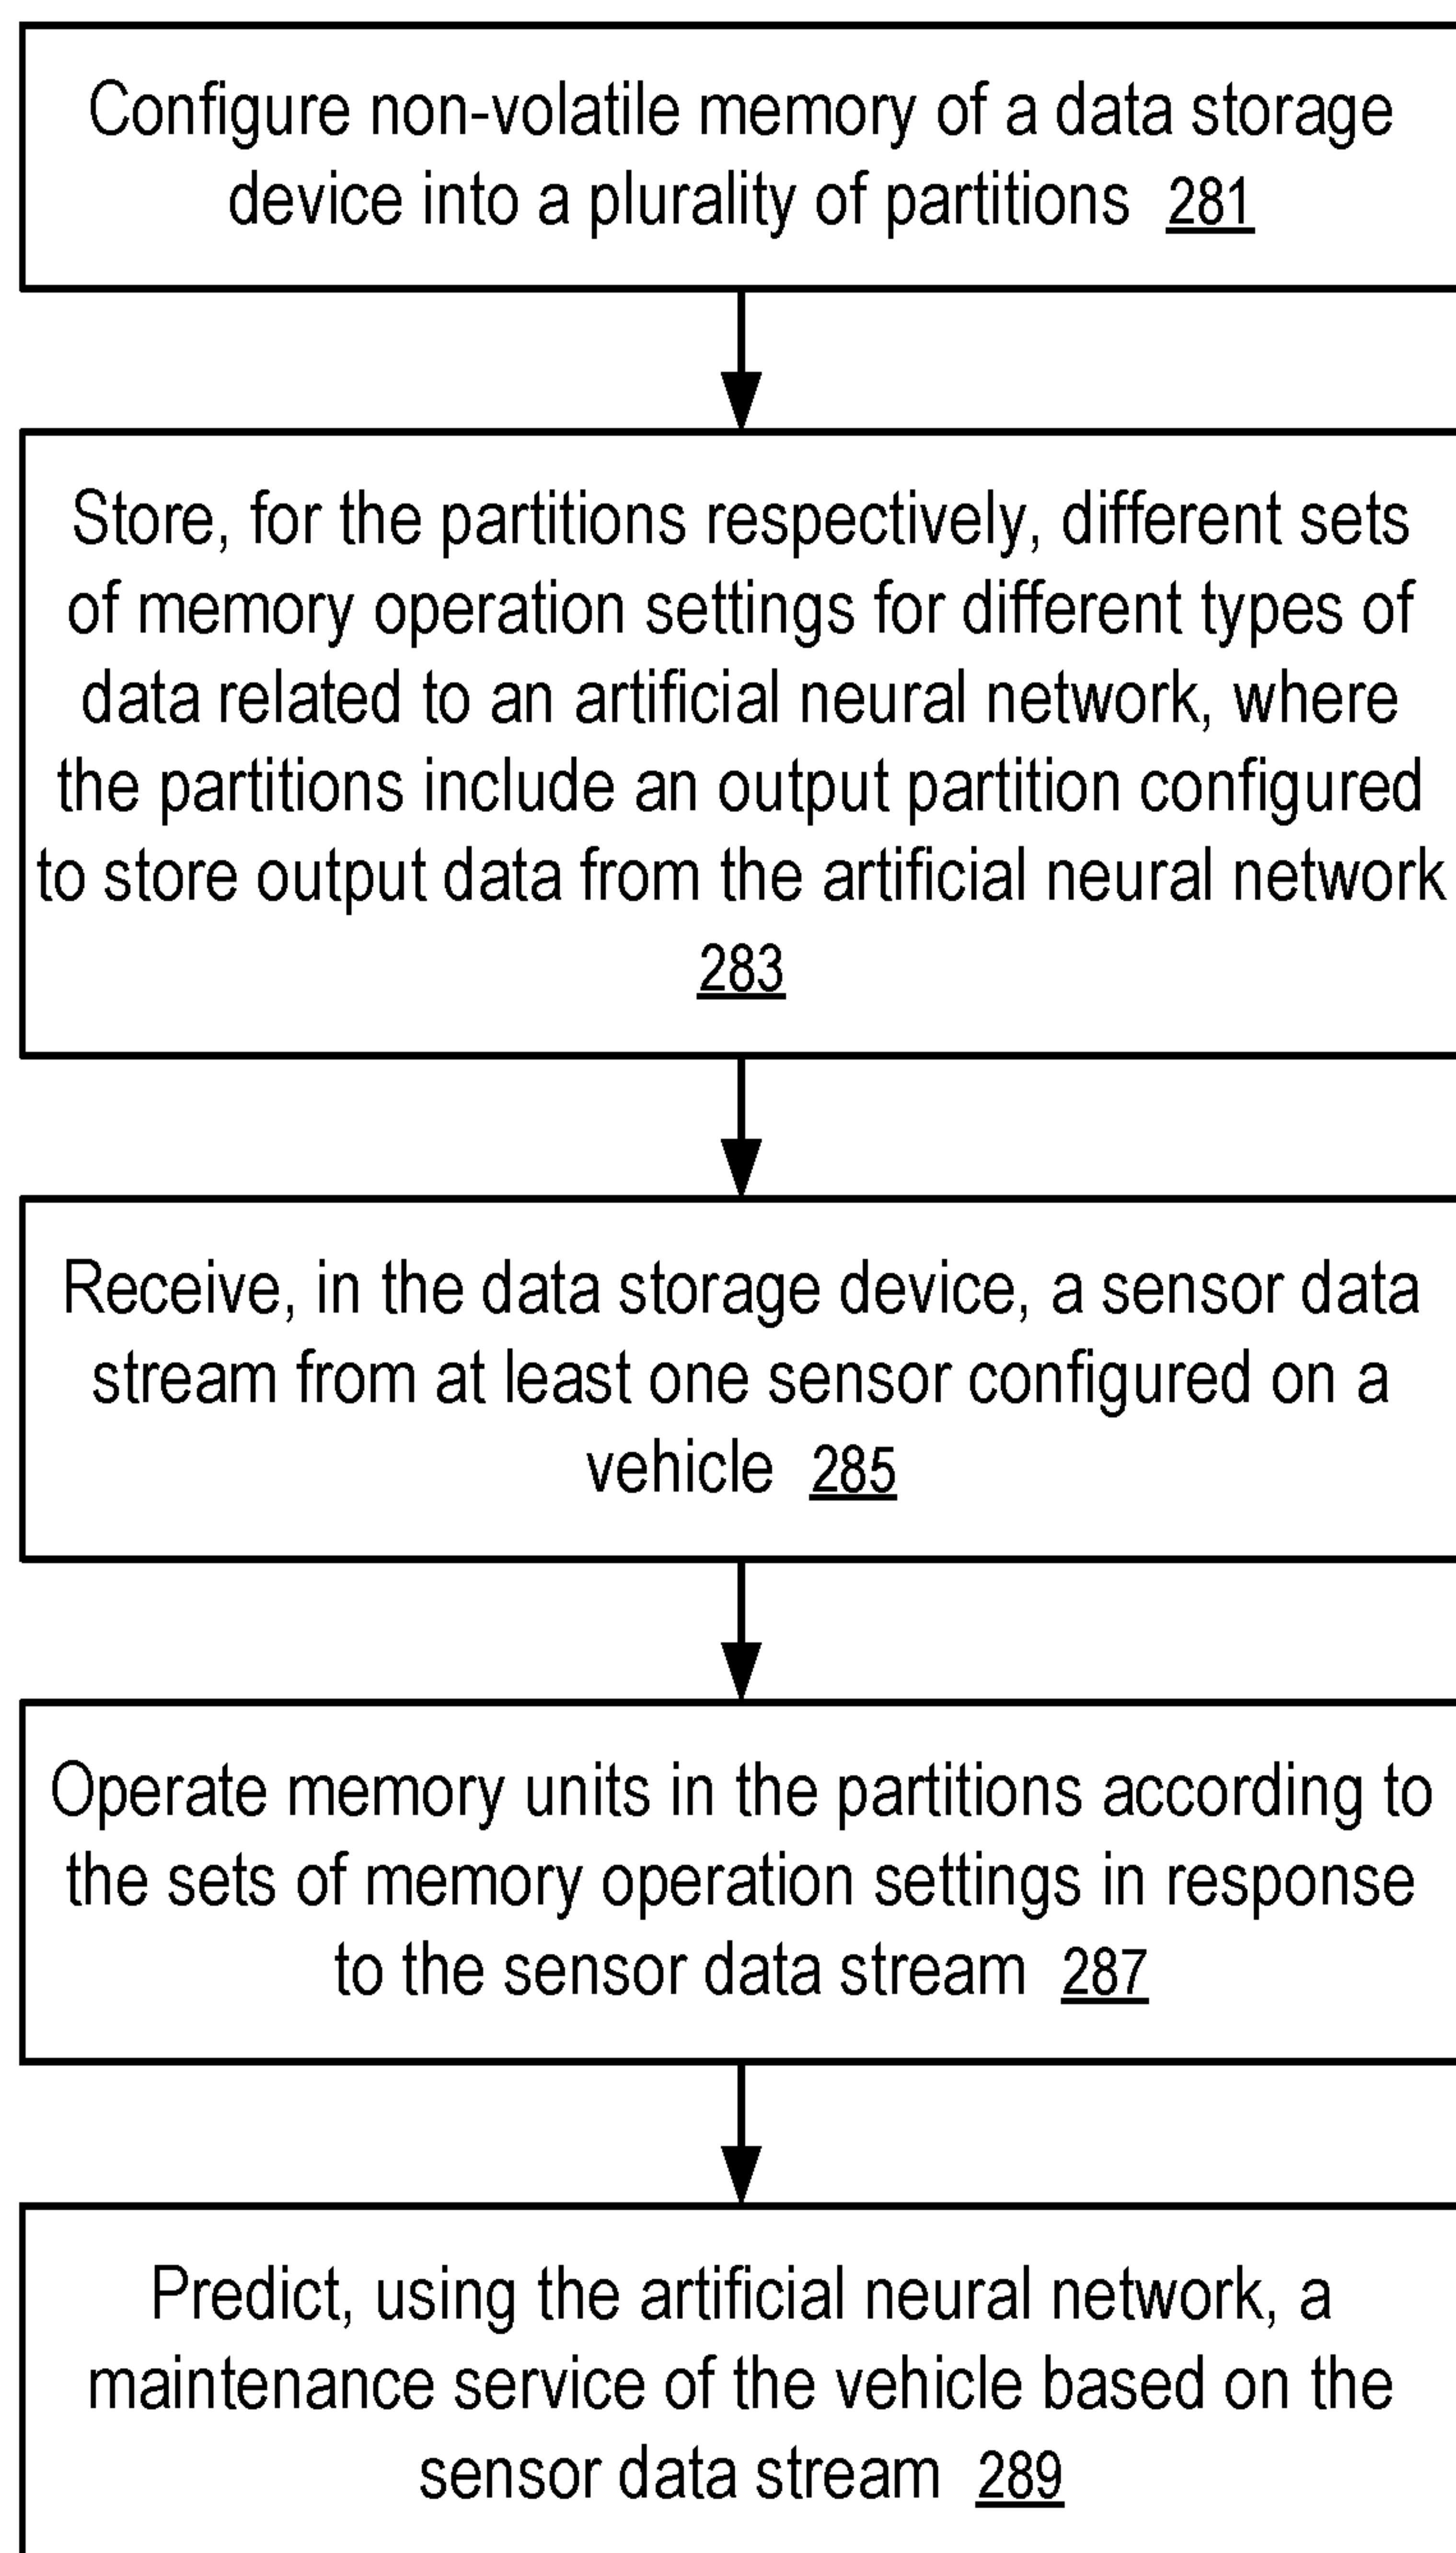 Configure non-volatile memory of a data storage
device into a plurality of partitions 281
Store, for the partitions respectively, different sets
of memory operation settings for different types of
data related to an artificial neural network, where
the partitions include an output partition configured
to store output data from the artificial neural network
283
Receive, in the data storage device, a sensor data
stream from at least one sensor configured on a
vehicle 285
Operate memory units in the partitions according to
the sets of memory operation settings in response
to the sensor data stream 287
Predict, using the artificial neural network, a
maintenance service of the vehicle based on the
sensor data stream 289